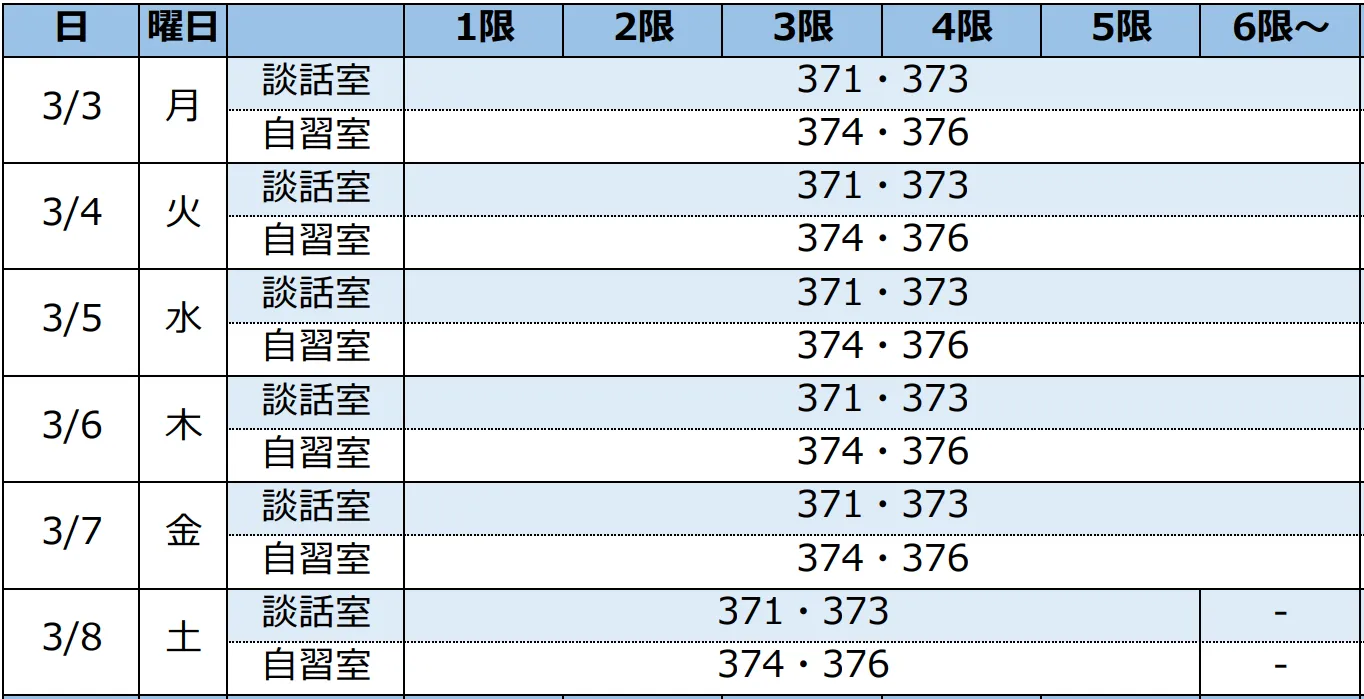 日 曜日 1限 2限 3限 4限 5限 6限～
3/3 月 談話室 371・373
自習室 374・376
3/4 火 談話室 371・373
自習室 374・376
3/5 水 談話室 371・373
自習室 374・376
3/6 木 談話室 371・373
自習室 374・376
3/7 金 談話室 371・373
自習室 374・376
3/8 土 談話室 371・373 -
自習室 374・376 -